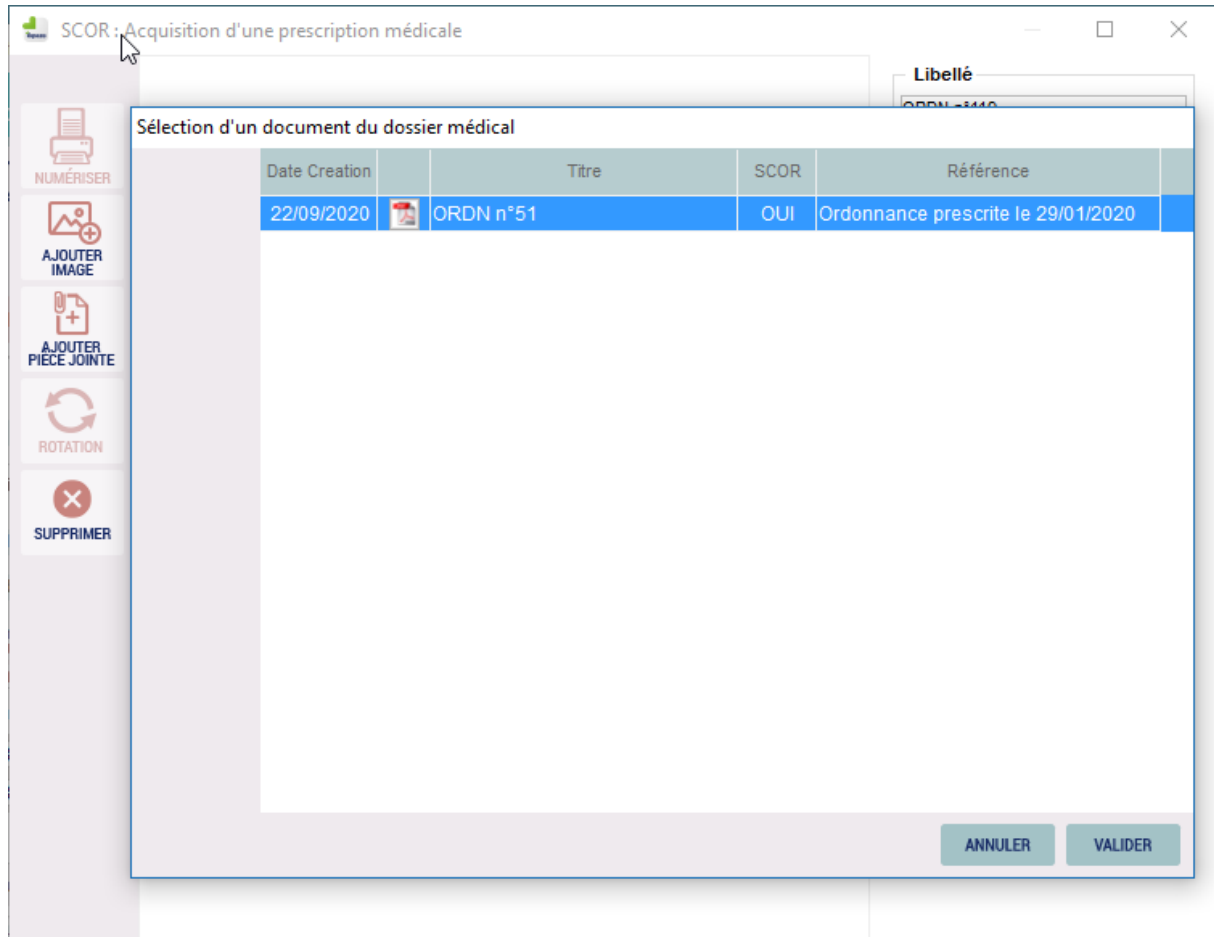 SCOR : Acquisition d'une prescription médicale
Libellé
NUMÉRISER
AJOUTER
IMAGE
AJOUTER
PIÈCE JOINTE
ROTATION
SUPPRIMER
Sélection d'un document du dossier médical
Date Creation Titre SCOR Référence
22/09/2020 ORDN n°51 OUI Ordonnance prescrite le 29/01/2020
ANNULER VALIDER